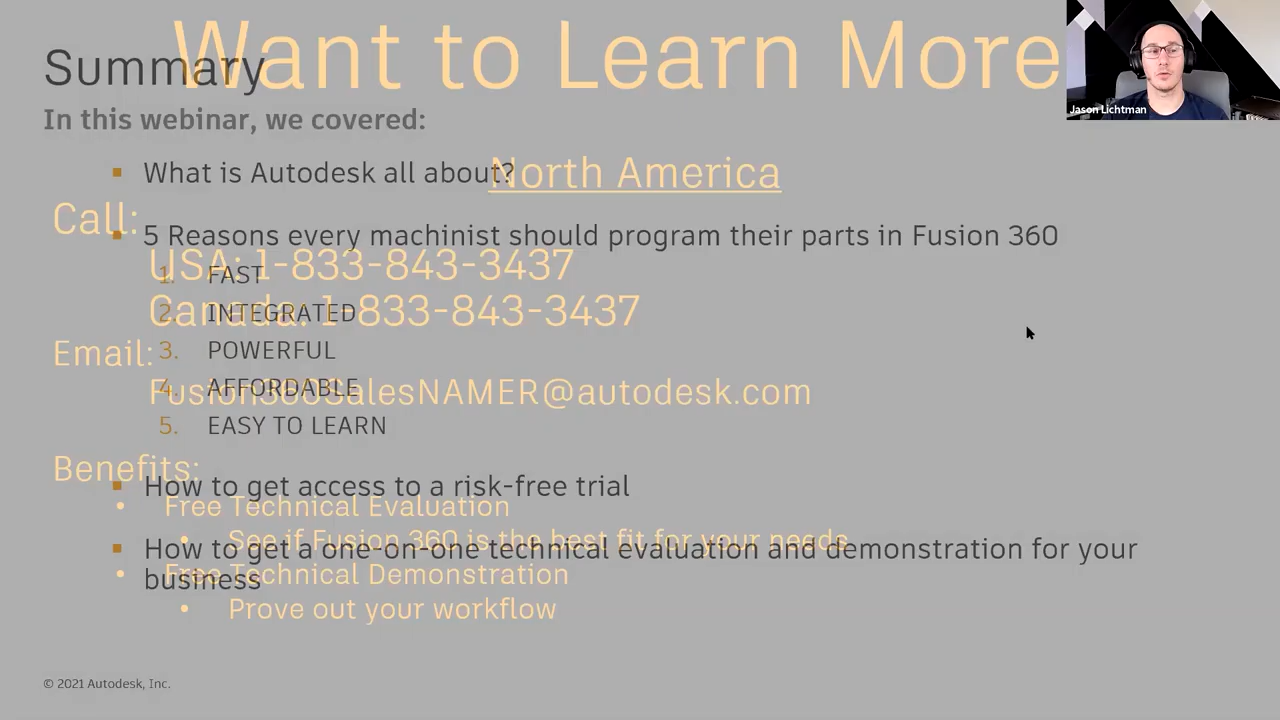 Want to Learn More
Summary
In this webinar, we covered:
What is Autodesk all about?
North America
Call:
5 Reasons every machinist should program their parts in Fusion 360
USA: 1-833-843-3437
1. FAST
Canada: 1-833-843-3437
2. INTEGRATED
Email:
3. POWERFUL
Fusion360SalesNAMER@autodesk.com
4. AFFORDABLE
5. EASY TO LEARN
Benefits:
How to get access to a risk-free trial
Free Technical Evaluation
See if Fusion 360 is the best fit for your needs
How to get a one-on-one technical evaluation and demonstration for your
business
Free Technical Demonstration
Prove out your workflow
© 2021 Autodesk, Inc.
Jason Lichtman